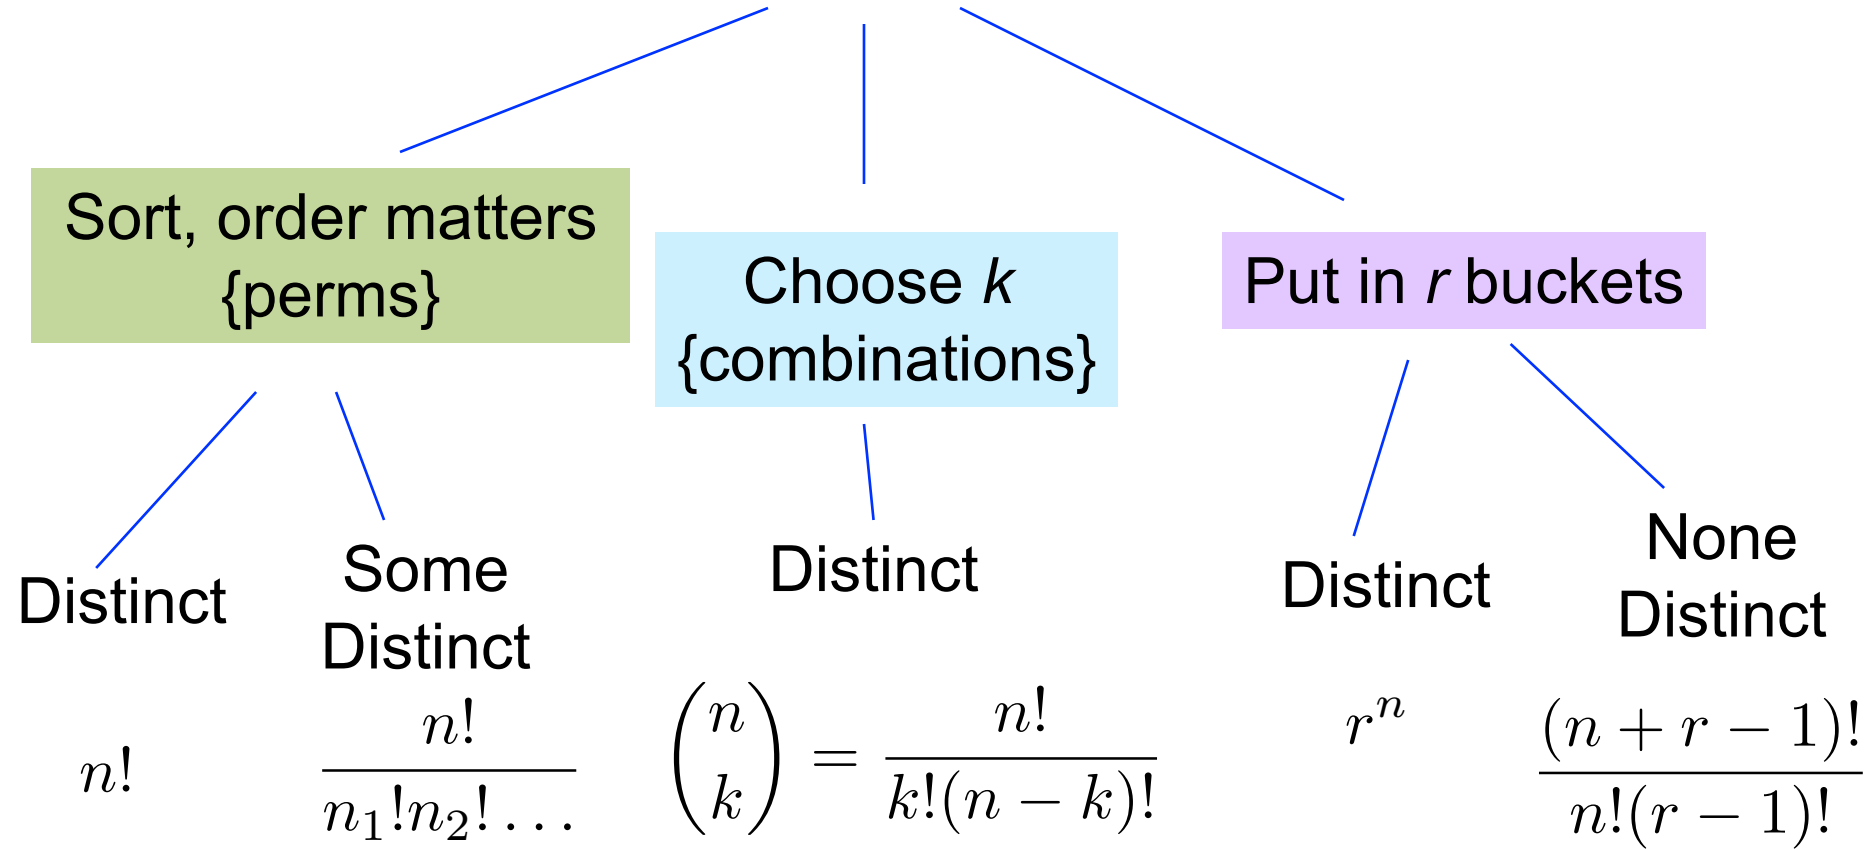 Sort, order matters
{perms}
Choose k
{combinations}
Put in r buckets
Distinct
Some
Distinct
Distinct
Distinct
None
Distinct
n!
n!
n₁!n₂!...
(n k) = n! / k!(n − k)!
rⁿ
(n + r − 1)!
n!(r − 1)!